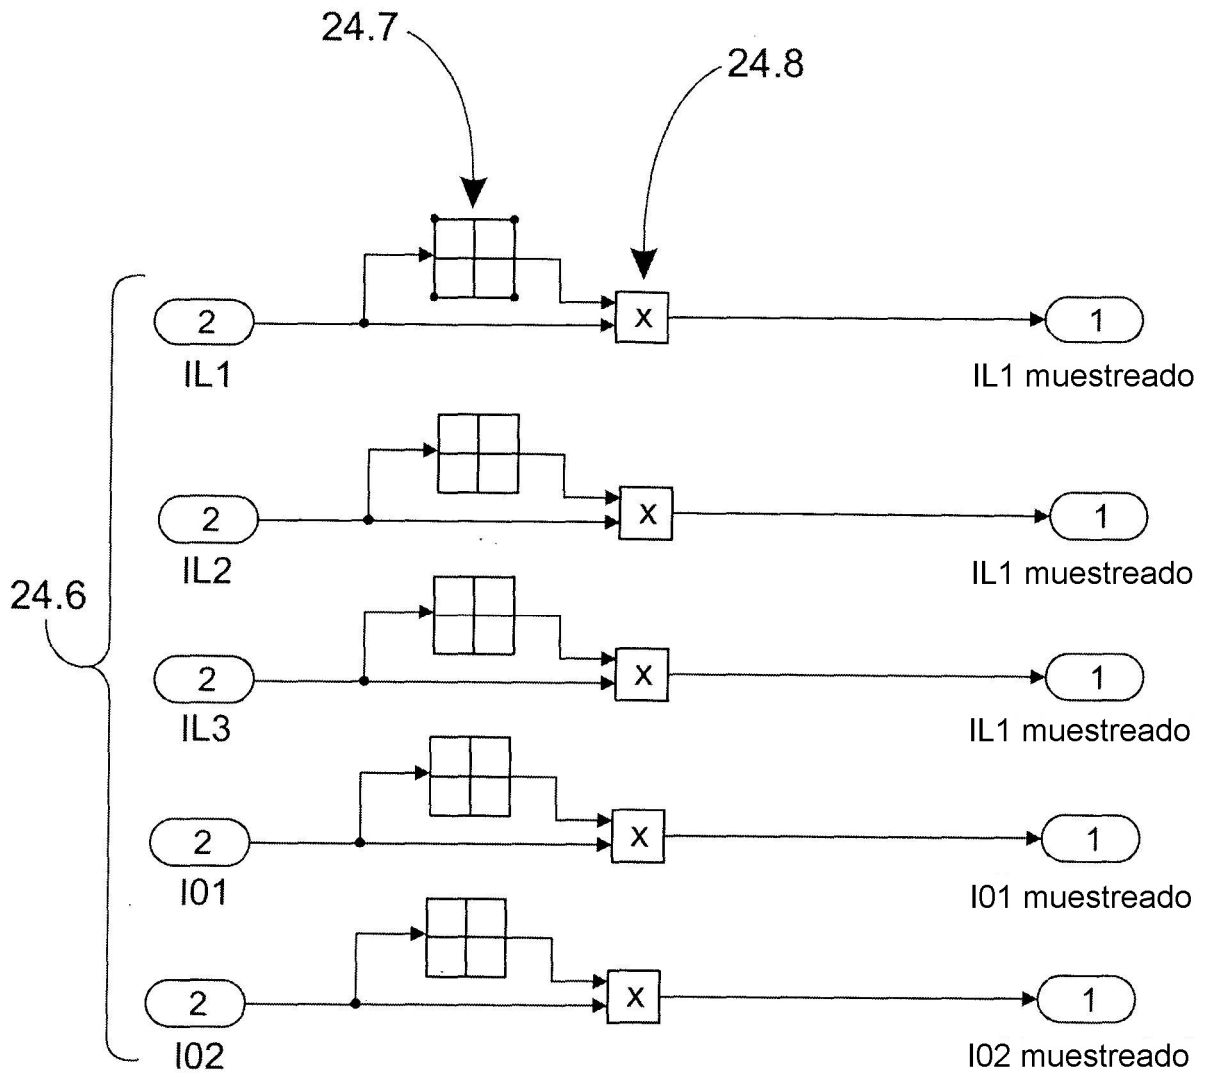 24.7
24.8
2
x
1
IL1
IL1 muestreado
2
x
1
IL2
IL1 muestreado
24.6
2
x
1
IL3
IL1 muestreado
2
x
1
I01
I01 muestreado
2
x
1
I02
I02 muestreado